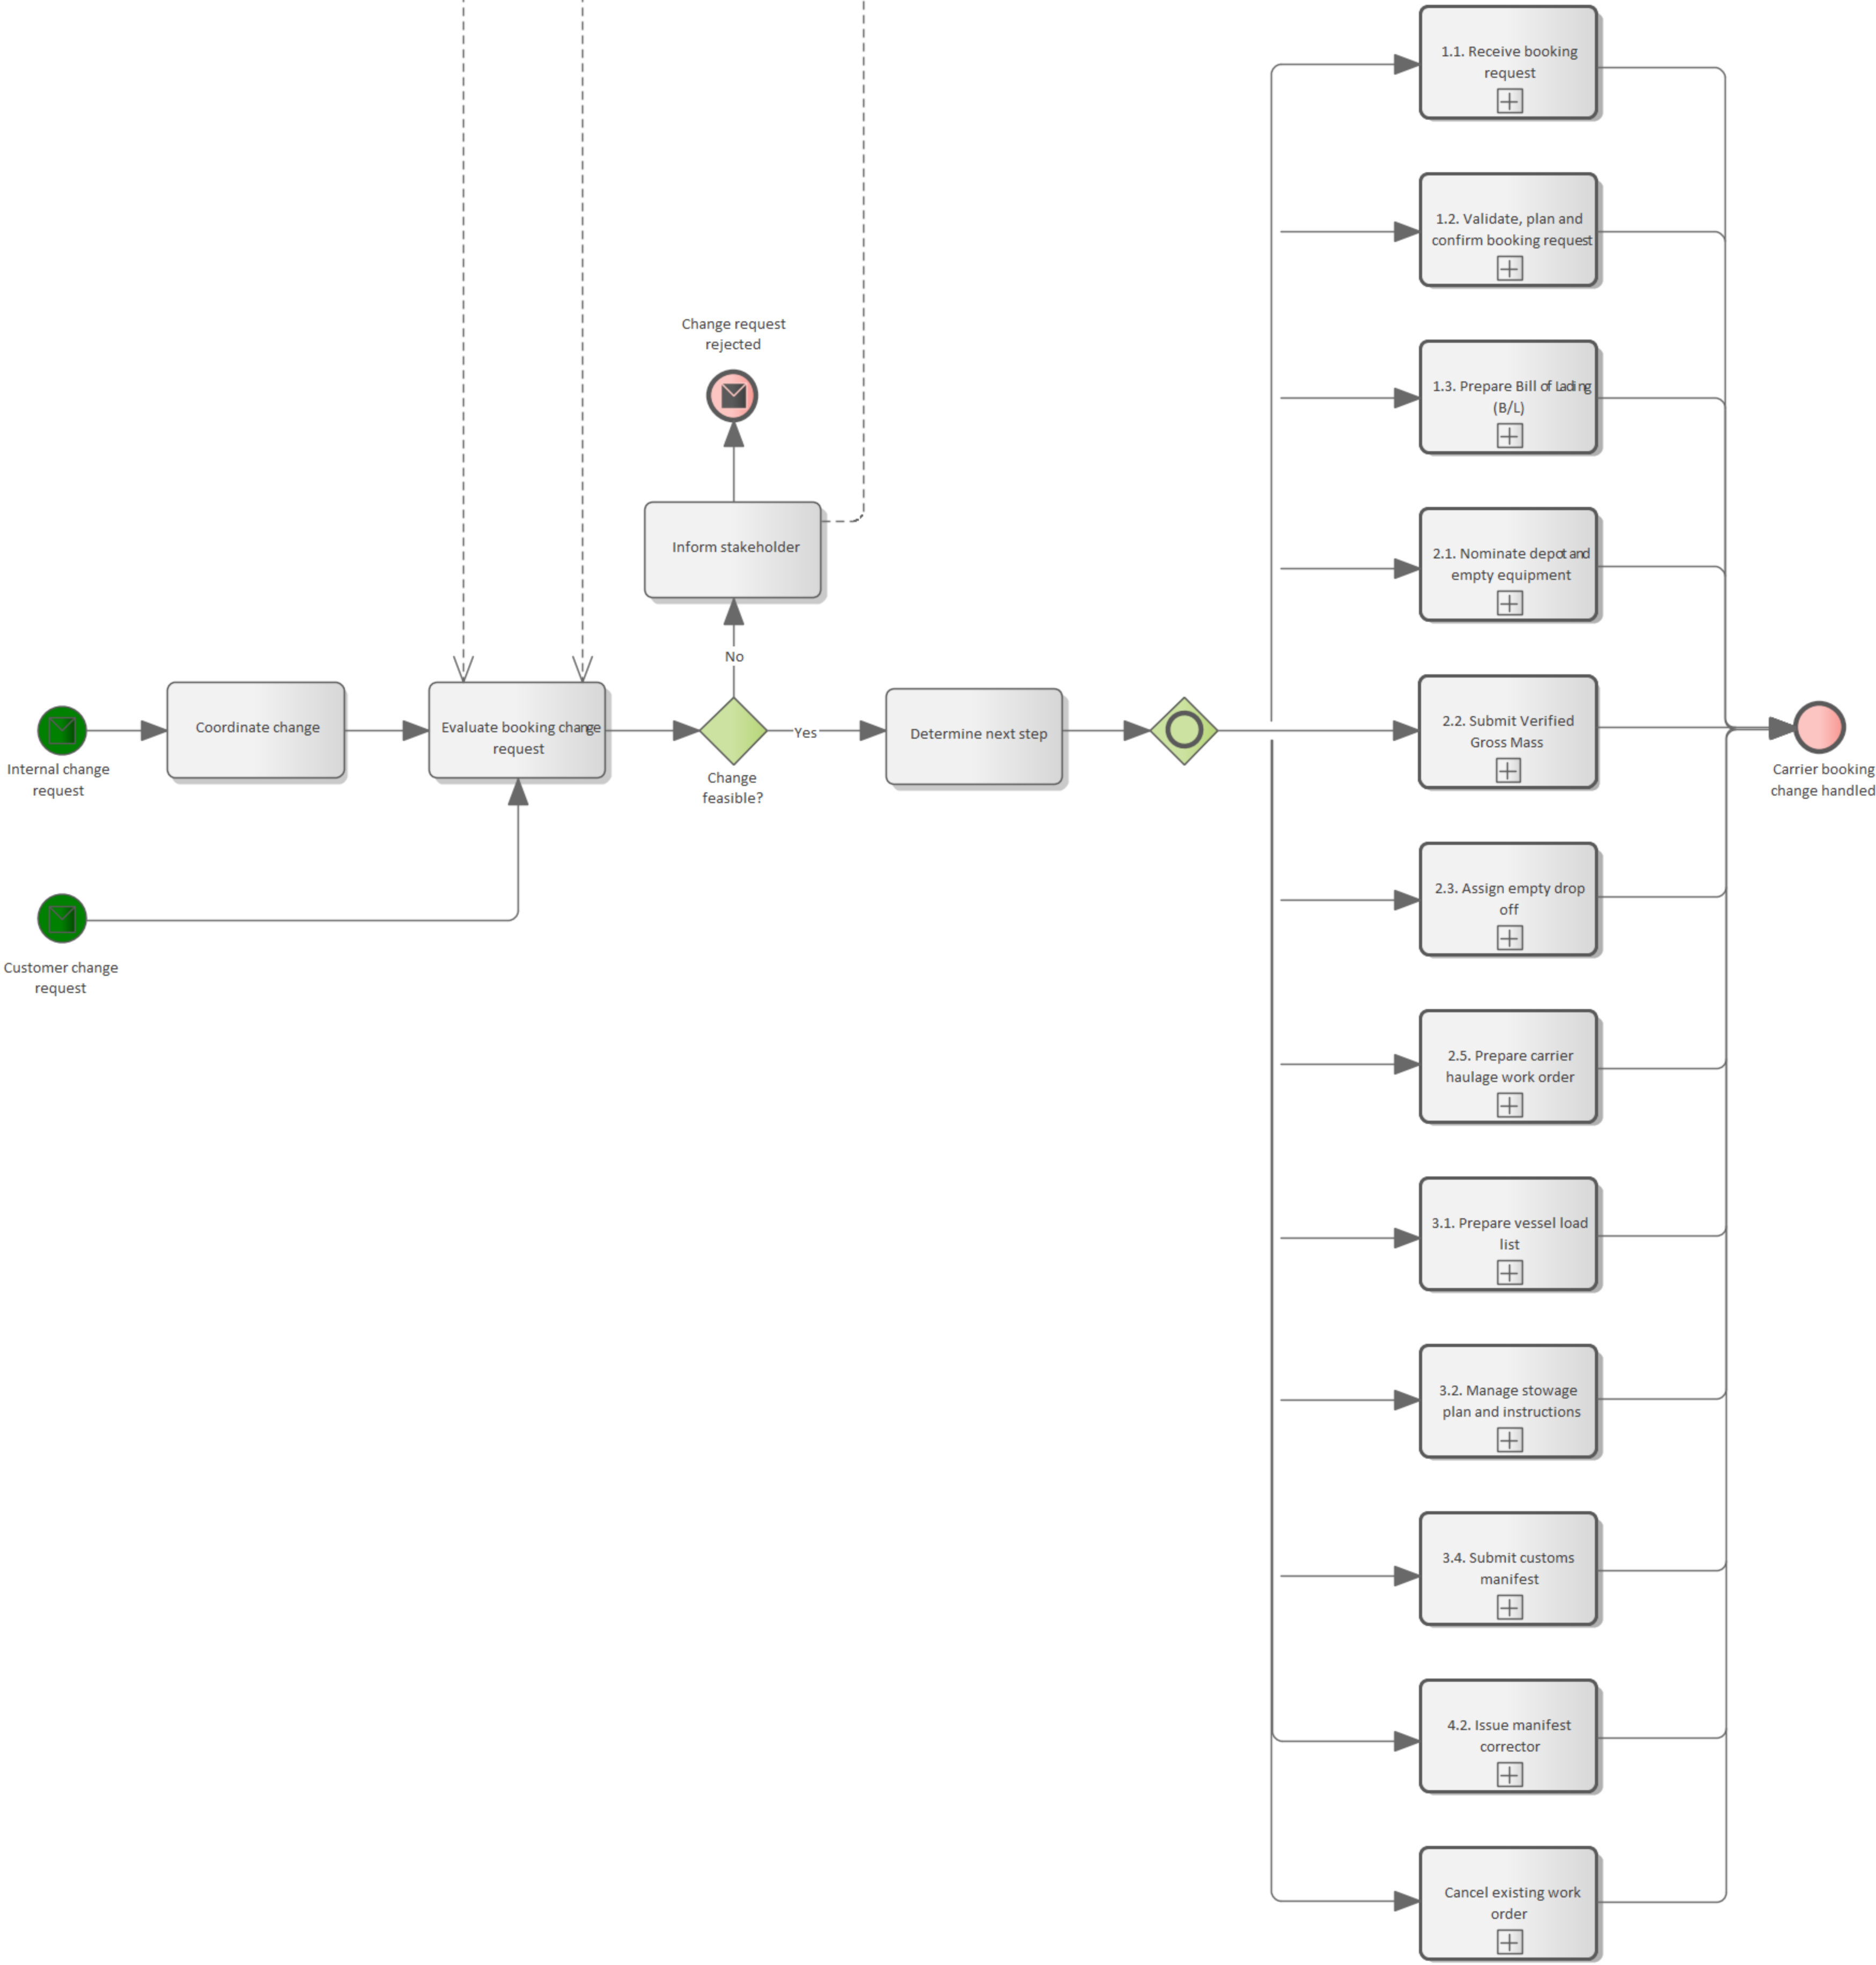 Internal change
request
Customer change
request
Coordinate change
Evaluate booking change
request
Change request
rejected
Inform stakeholder
No
Change
feasible?
Yes
Determine next step
1.1. Receive booking
request
1.2. Validate, plan and
confirm booking request
1.3. Prepare Bill of Lading
(B/L)
2.1. Nominate depot and
empty equipment
2.2. Submit Verified
Gross Mass
2.3. Assign empty drop
off
2.5. Prepare carrier
haulage work order
3.1. Prepare vessel load
list
3.2. Manage stowage
plan and instructions
3.4. Submit customs
manifest
4.2. Issue manifest
corrector
Cancel existing work
order
Carrier booking
change handled